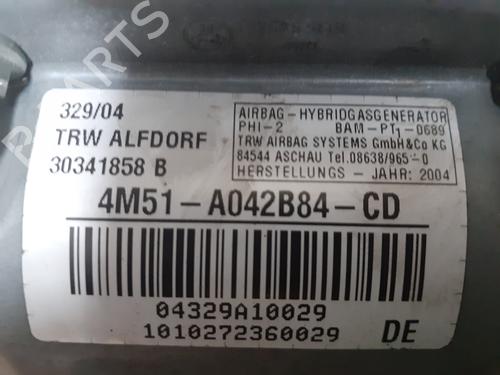 329/04
TRW ALFDORF
30341858 B
AIRBAG-HYBRIDGASGENERATOR
PHI-2 BAM-PT1-0689
TRW AIRBAG SYSTEMS GmbH&Co KG
84544 ASCHAU Tel.08638/965-0
HERSTELLUNGS - JAHR: 2004
4M51-A042B84-CD
04329A10029
1010272360029 DE
PARTS